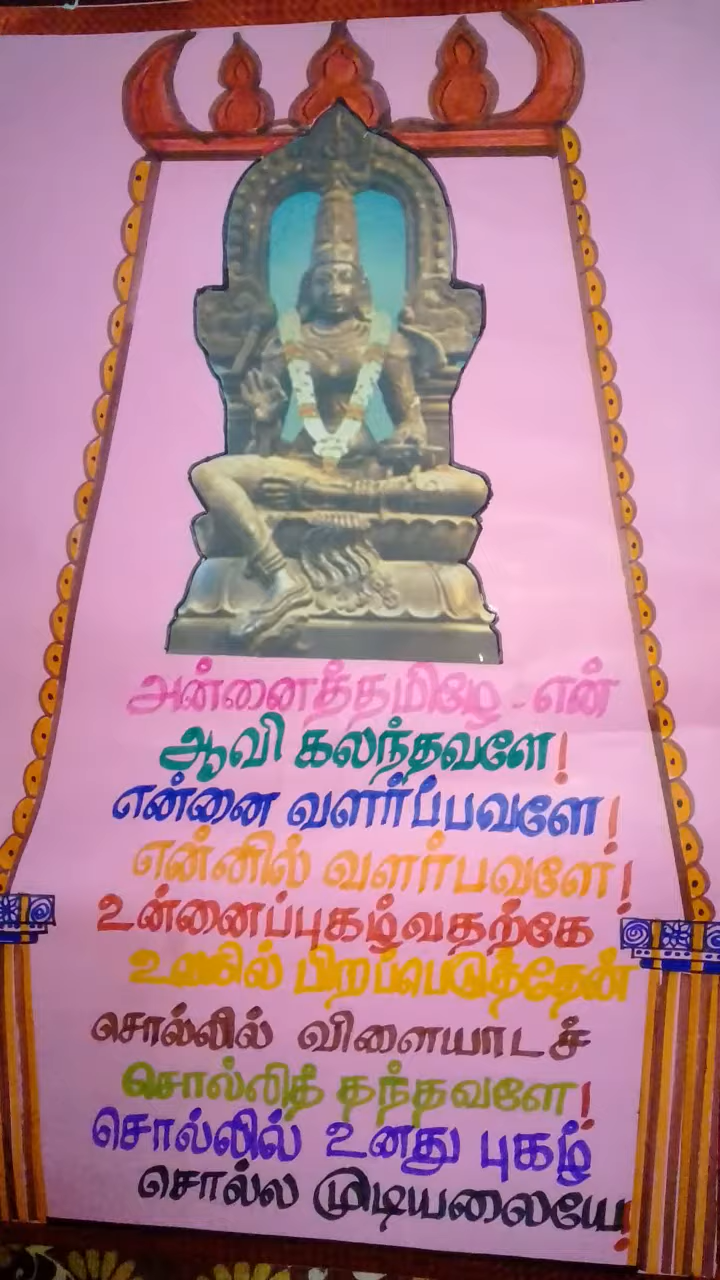 அன்னைத்தமிழே - என்
ஆவி கலந்தவளே!
என்னை வளர்ப்பவளே!
என்னில் வளர்பவளே!
உன்னைப்புகழ்வதற்கே
உலகில் பிறப்பெடுத்தேன்
சொல்லில் விளையாடச்
சொல்லித் தந்தவளே!
சொல்லில் உனது புகழ்
சொல்ல முடியலையே!